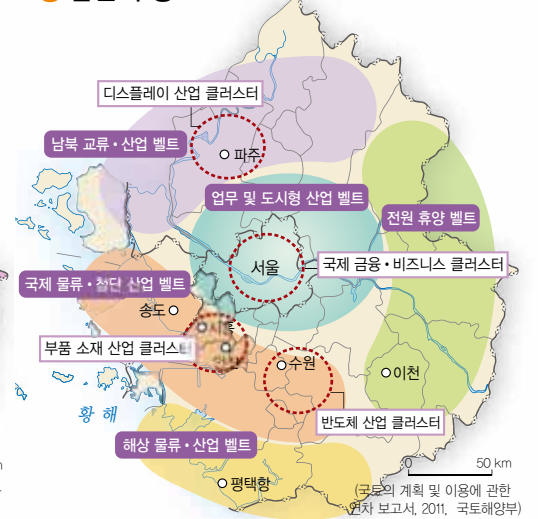 디스플레이 산업 클러스터
파주
남북 교류•산업 벨트
업무 및 도시형 산업 벨트
전원 휴양 벨트
서울
국제 금융•비즈니스 클러스터
국제 물류•첨단 산업 벨트
송도
부품 소재 산업 클러스터
수원
이천
황해
반도체 산업 클러스터
해상 물류•산업 벨트
평택항
0 50 km
(국토의 계획 및 이용에 관한
연차 보고서, 2011, 국토해양부)